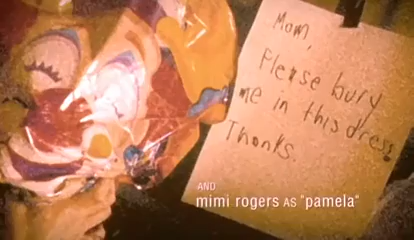 Mom,
Please bury
me in this dress.
Thanks.
AND
mimi rogers AS "pamela"